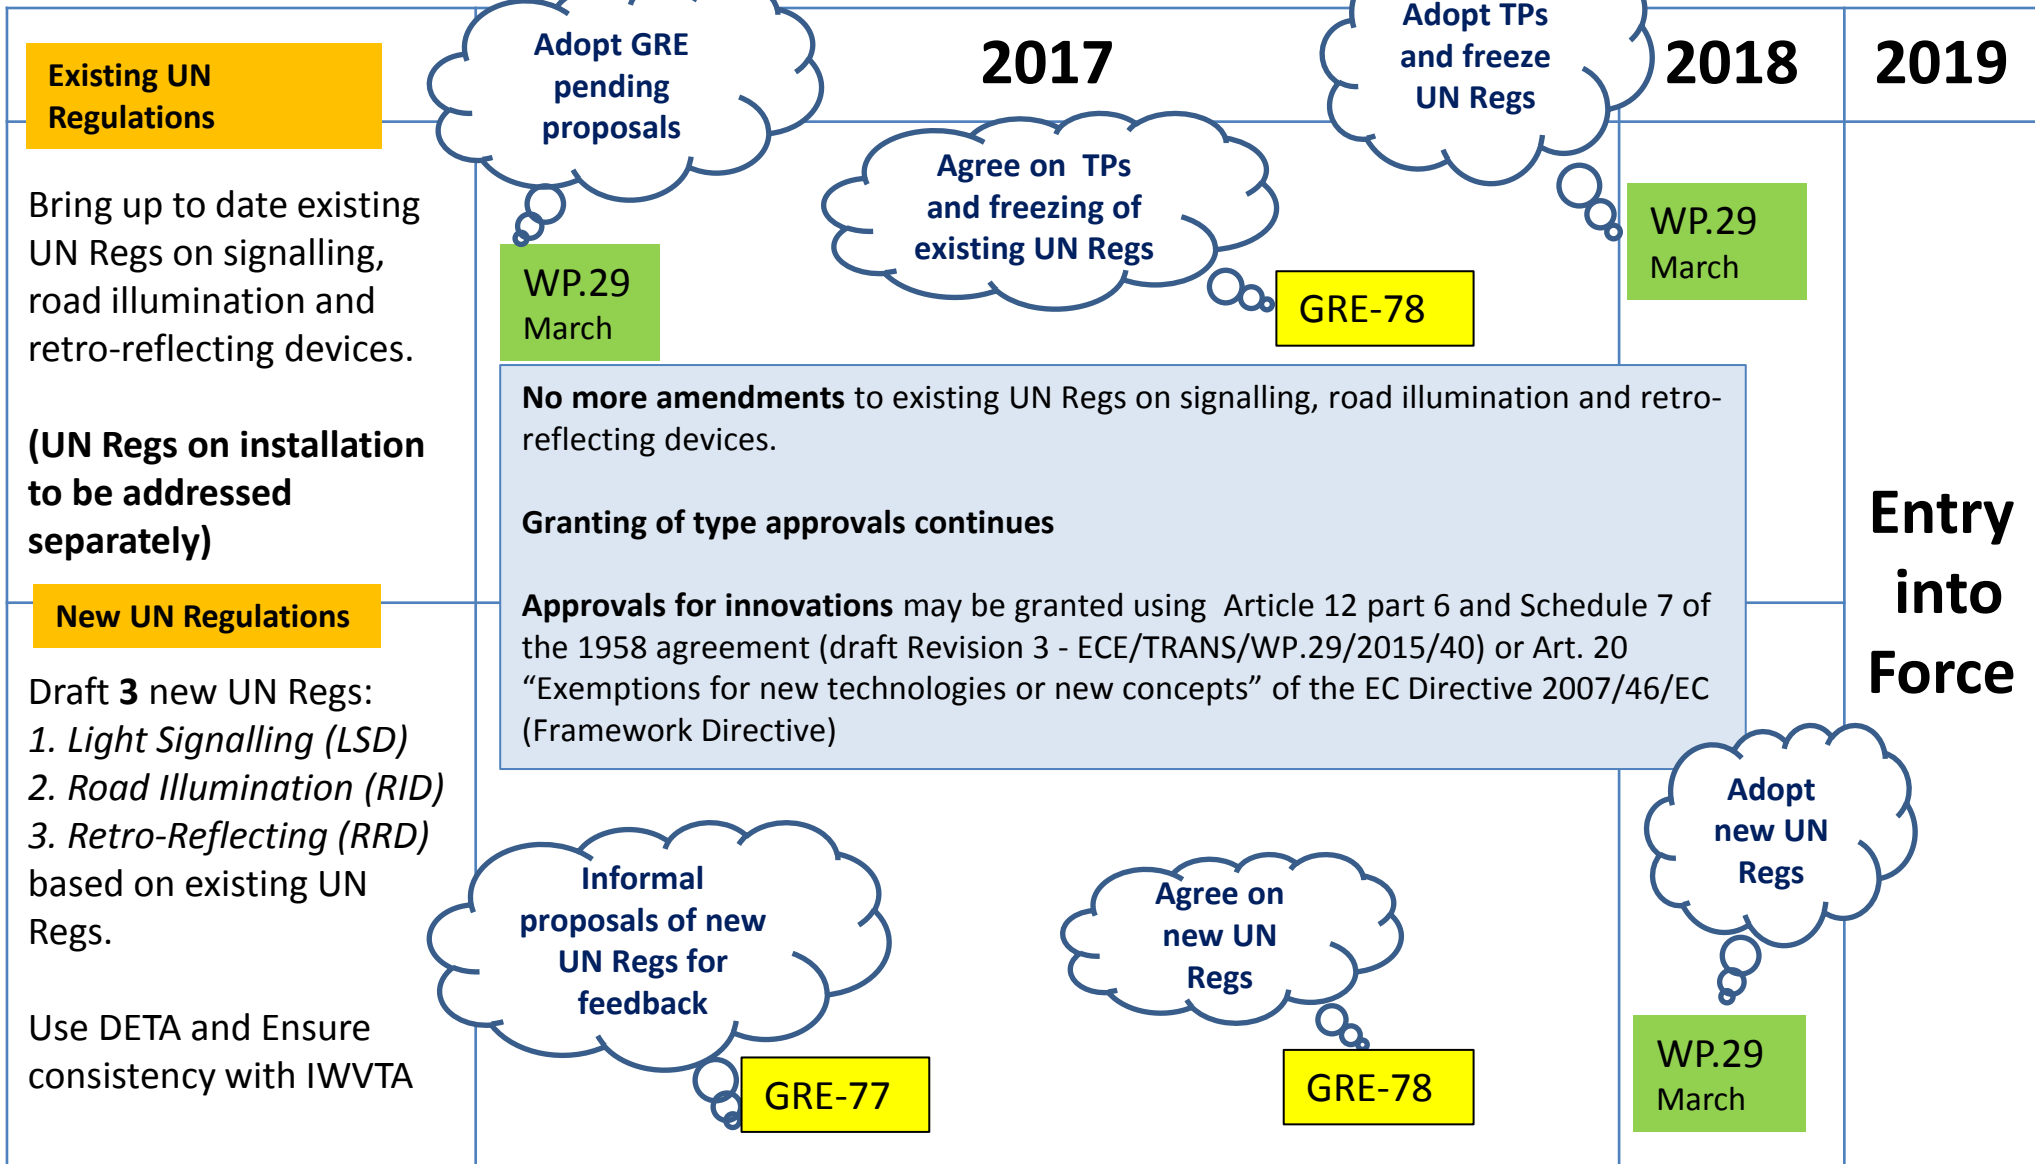 Existing UN
Regulations
Adopt GRE
pending
proposals
2017
Adopt TPs
and freeze
UN Regs
2018
2019
Bring up to date existing
UN Regs on signalling,
road illumination and
retro-reflecting devices.
(UN Regs on installation
to be addressed
separately)
WP.29
March
Agree on  TPs
and freezing of
existing UN Regs
GRE-78
WP.29
March
No more amendments to existing UN Regs on signalling, road illumination and retro-
reflecting devices.
Granting of type approvals continues
Approvals for innovations may be granted using  Article 12 part 6 and Schedule 7 of
the 1958 agreement (draft Revision 3 - ECE/TRANS/WP.29/2015/40) or Art. 20
“Exemptions for new technologies or new concepts” of the EC Directive 2007/46/EC
(Framework Directive)
Entry
into
Force
New UN Regulations
Draft 3 new UN Regs:
1. Light Signalling (LSD)
2. Road Illumination (RID)
3. Retro-Reflecting (RRD)
based on existing UN
Regs.
Use DETA and Ensure
consistency with IWVTA
Informal
proposals of new
UN Regs for
feedback
GRE-77
Agree on
new UN
Regs
GRE-78
Adopt
new UN
Regs
WP.29
March